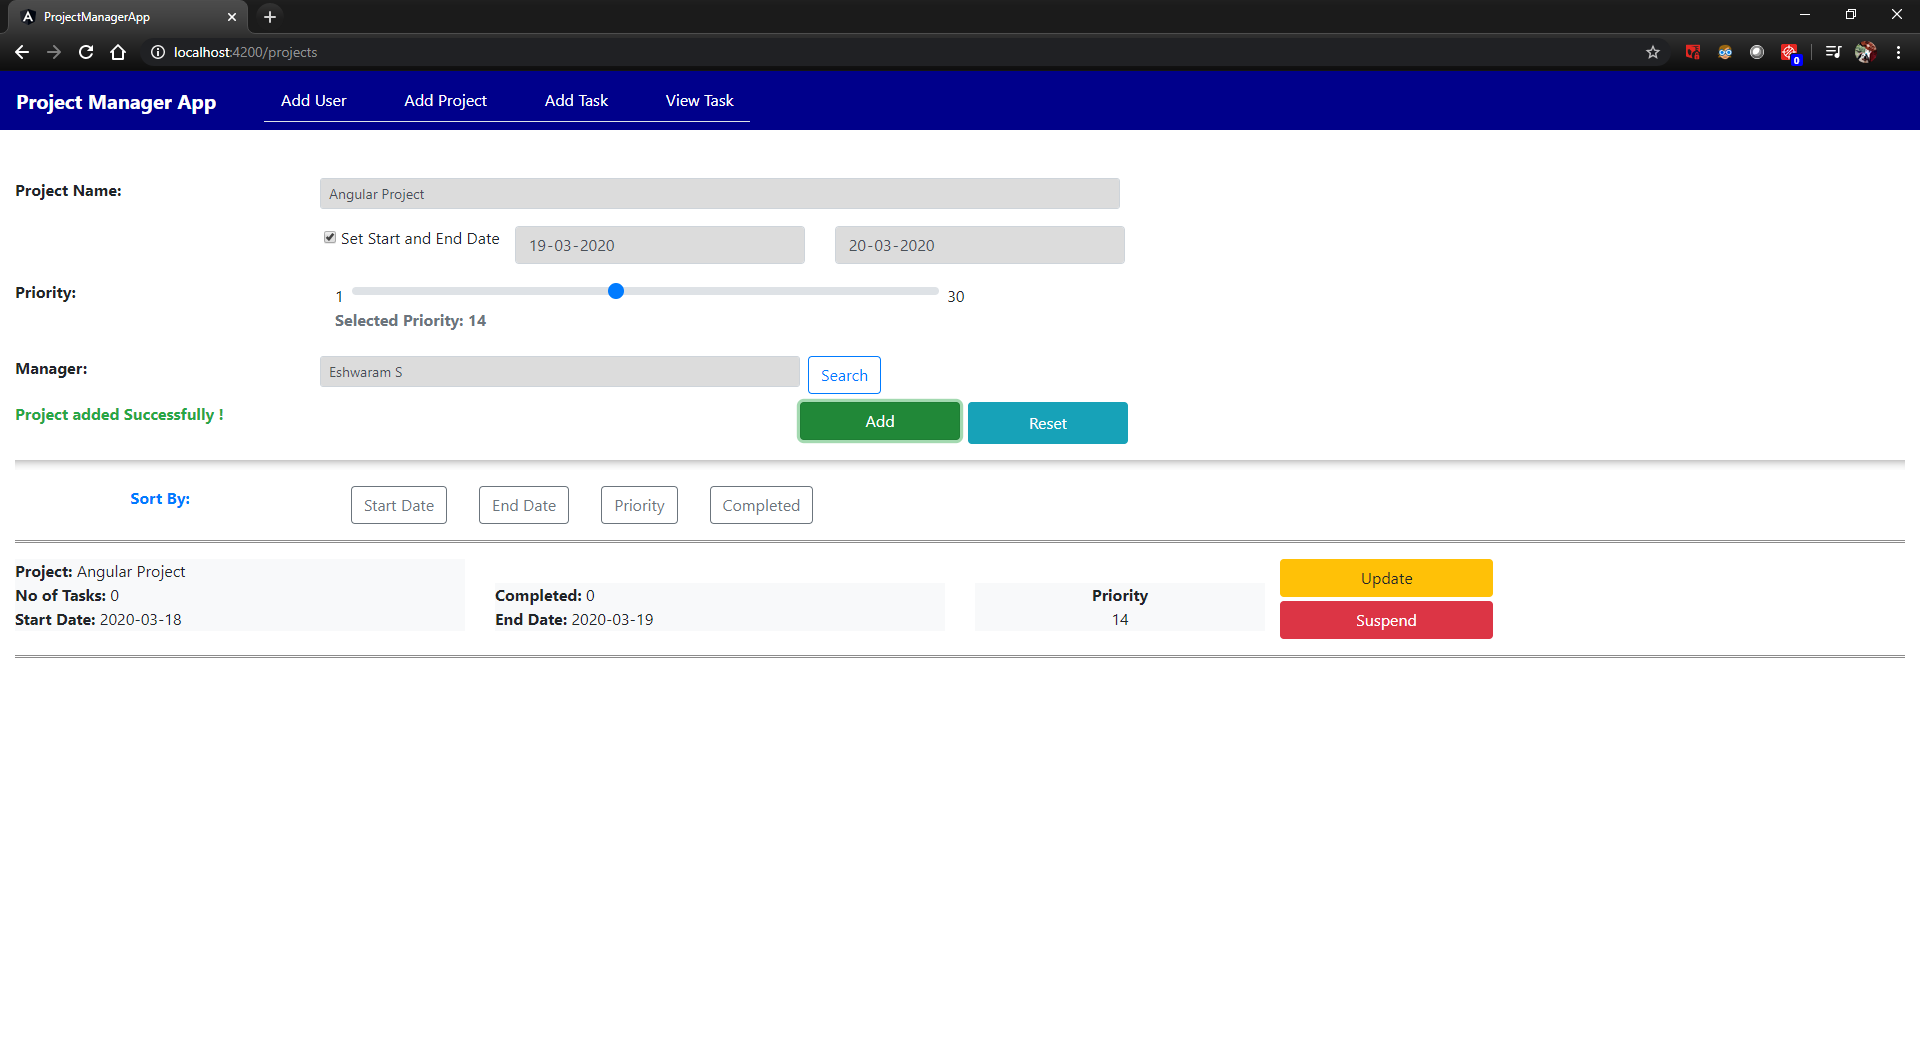 ProjectManagerApp
localhost:4200/projects
0
Project Manager App Add User Add Project Add Task View Task
Project Name: Angular Project
Set Start and End Date 19-03-2020 20-03-2020
Priority: 1 30
Selected Priority: 14
Manager: Eshwaram S Search
Project added Successfully ! Add Reset
Sort By: Start Date End Date Priority Completed
Project: Angular Project
No of Tasks: 0
Start Date: 2020-03-18
Completed: 0
End Date: 2020-03-19
Priority
14
Update
Suspend